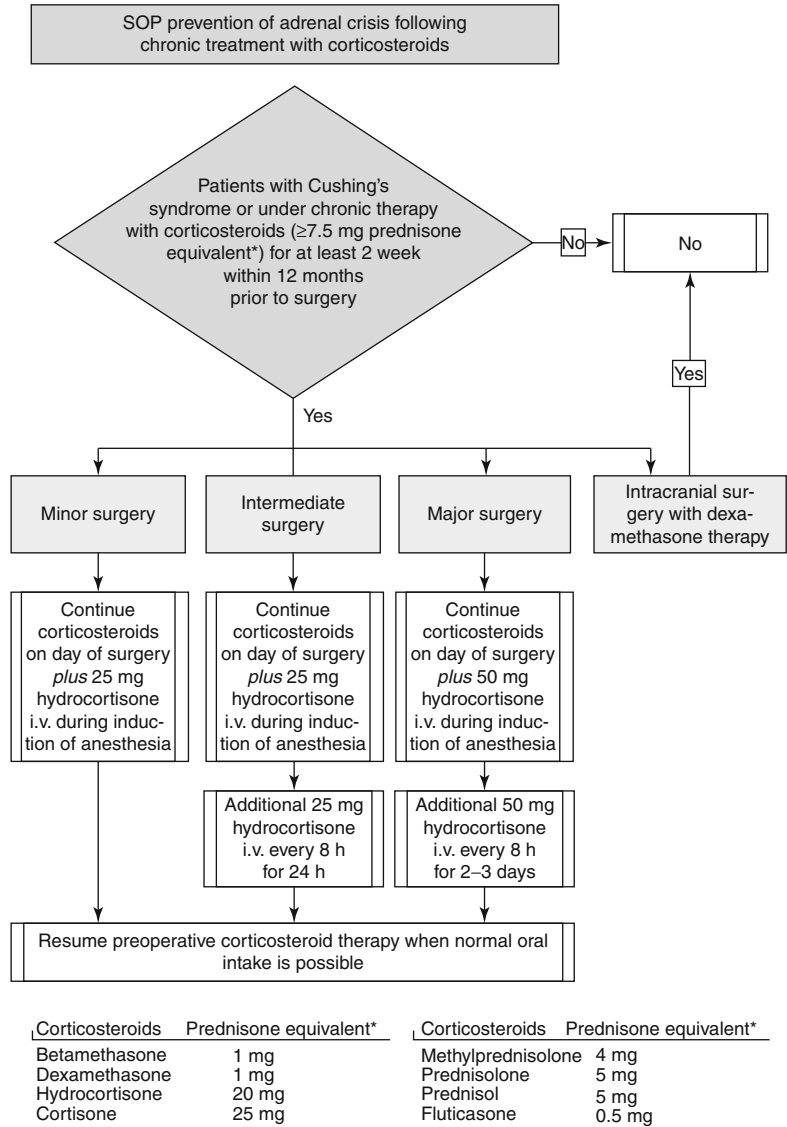 SOP prevention of adrenal crisis following
chronic treatment with corticosteroids
Patients with Cushing's
syndrome or under chronic therapy
with corticosteroids (≥7.5 mg prednisone
equivalent*) for at least 2 week
within 12 months
prior to surgery
No
No
Yes
Yes
Minor surgery
Intermediate
surgery
Major surgery
Intracranial sur-
gery with dexa-
methasone therapy
Continue
corticosteroids
on day of surgery
plus 25 mg
hydrocortisone
i.v. during induc-
tion of anesthesia
Continue
corticosteroids
on day of surgery
plus 25 mg
hydrocortisone
i.v. during induc-
tion of anesthesia
Continue
corticosteroids
on day of surgery
plus 50 mg
hydrocortisone
i.v. during induc-
tion of anesthesia
Additional 25 mg
hydrocortisone
i.v. every 8 h
for 24 h
Additional 50 mg
hydrocortisone
i.v. every 8 h
for 2–3 days
Resume preoperative corticosteroid therapy when normal oral
intake is possible
Corticosteroids Prednisone equivalent*
Betamethasone 1 mg
Dexamethasone 1 mg
Hydrocortisone 20 mg
Cortisone 25 mg
Corticosteroids Prednisone equivalent*
Methylprednisolone 4 mg
Prednisolone 5 mg
Prednisol 5 mg
Fluticasone 0.5 mg